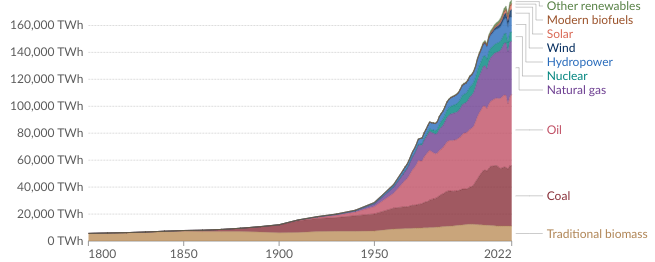 Other renewables
Modern biofuels
Solar
Wind
Hydropower
Nuclear
Natural gas
Oil
Coal
Traditional biomass
160,000 TWh
140,000 TWh
120,000 TWh
100,000 TWh
80,000 TWh
60,000 TWh
40,000 TWh
20,000 TWh
0 TWh
1800 1850 1900 1950 2022